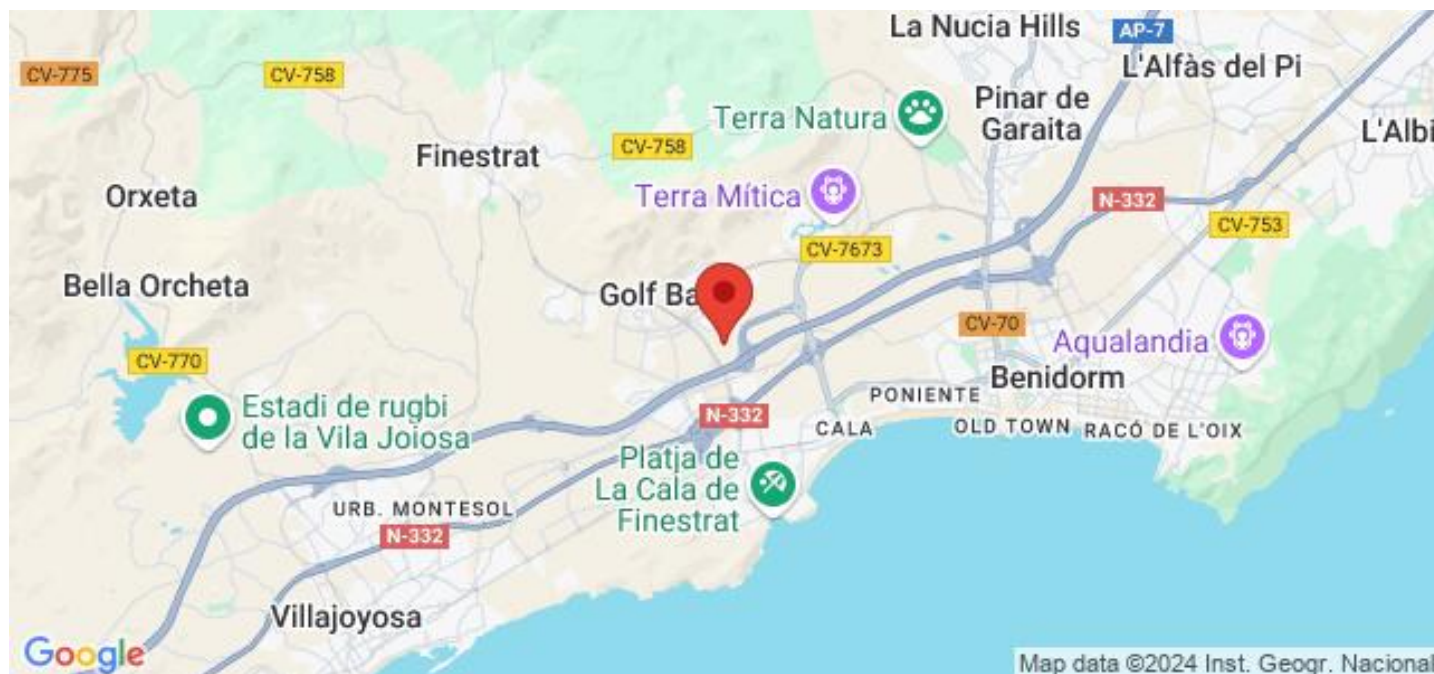 La Nucia Hills
AP-7
L'Alfàs del Pi
CV-775
CV-758
Terra Natura
Pinar de
Garaita
L'Albi
Finestrat
CV-758
Orxeta
Terra Mítica
N-332
CV-753
CV-7673
Bella Orcheta
Golf Ba
CV-70
Aqualandia
CV-770
Benidorm
PONIENTE
Estadi de rugbi
de la Vila Joiosa
N-332
CALA
OLD TOWN
RACÓ DE L'OIX
Platja de
La Cala de
Finestrat
URB. MONTESOL
N-332
Villajoyosa
Google
Map data ©2024 Inst. Geogr. Nacional